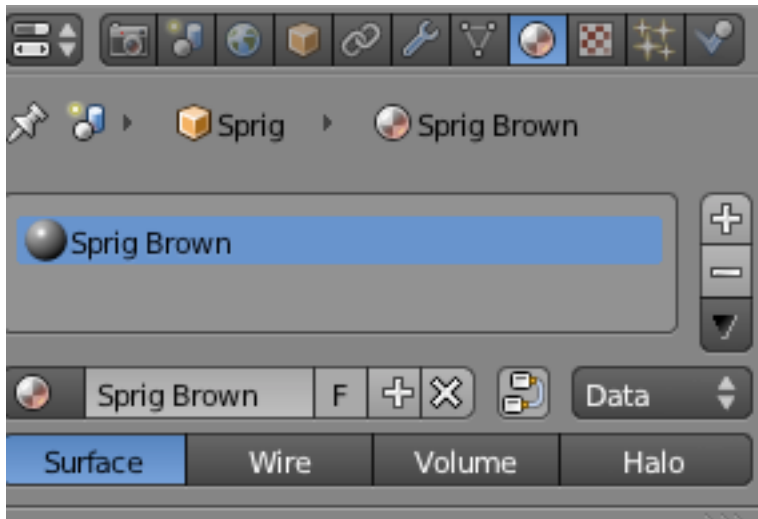 Sprig Sprig Brown
Sprig Brown
Sprig Brown F Data
Surface Wire Volume Halo